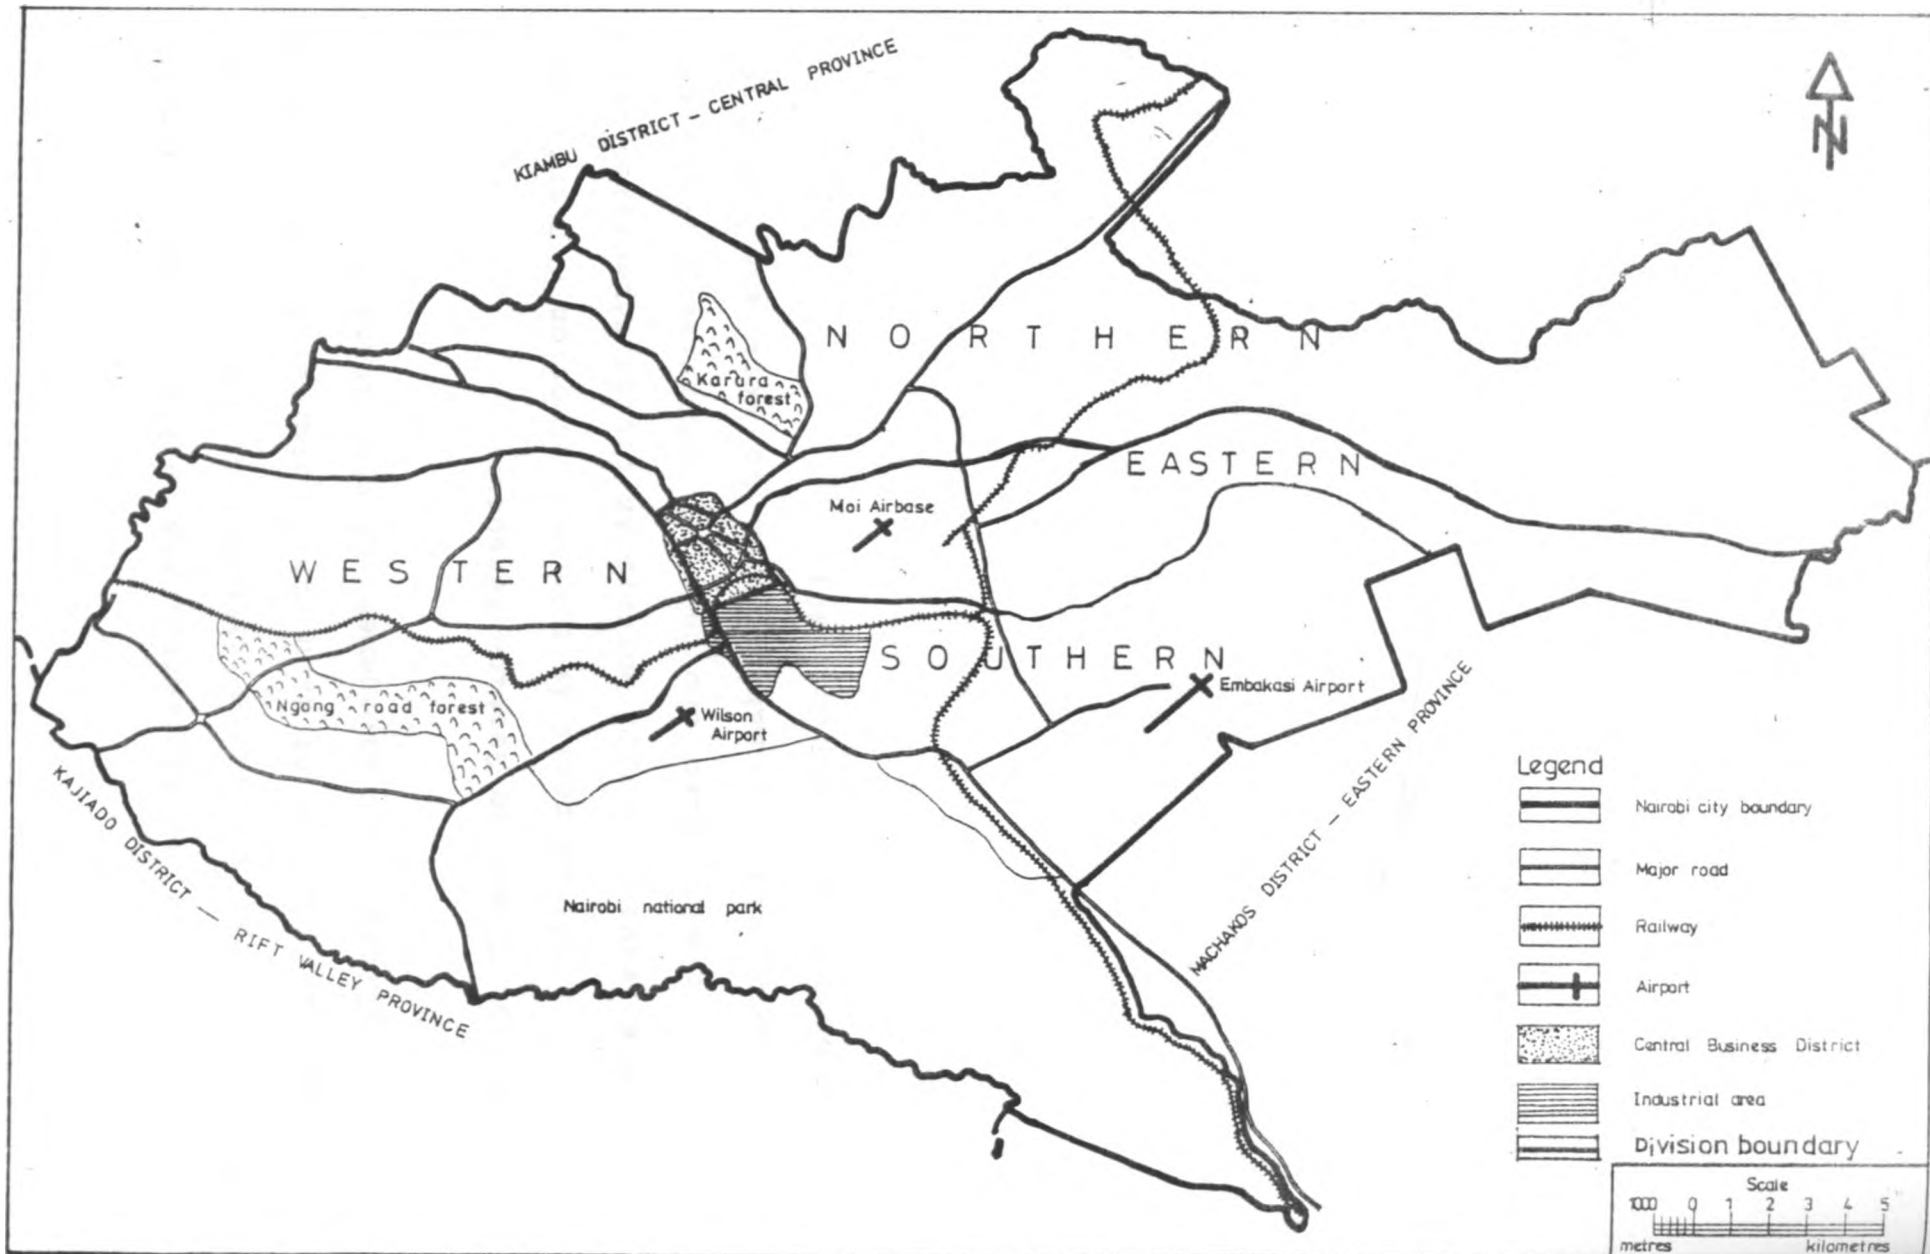 KIAMBU DISTRICT – CENTRAL PROVINCE
N
NORTHERN
Karura
forest
EASTERN
Moi Airbase
WESTERN
SOUTHERN
Embakasi Airport
Ngong road forest
Wilson
Airport
KAJIADO DISTRICT — RIFT VALLEY PROVINCE
Nairobi national park
MACHAKOS DISTRICT – EASTERN PROVINCE
Legend
Nairobi city boundary
Major road
Railway
Airport
Central Business District
Industrial area
Division boundary
Scale
1000 0 1 2 3 4 5
metres kilometres